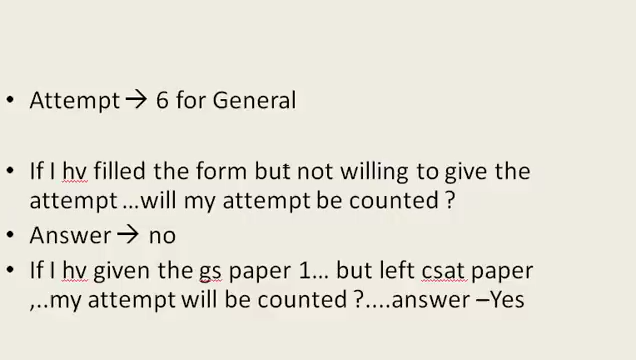 • Attempt → 6 for General
• If I hv filled the form but not willing to give the
attempt ...will my attempt be counted ?
• Answer → no
• If I hv given the gs paper 1... but left csat paper
,..my attempt will be counted ?....answer –Yes